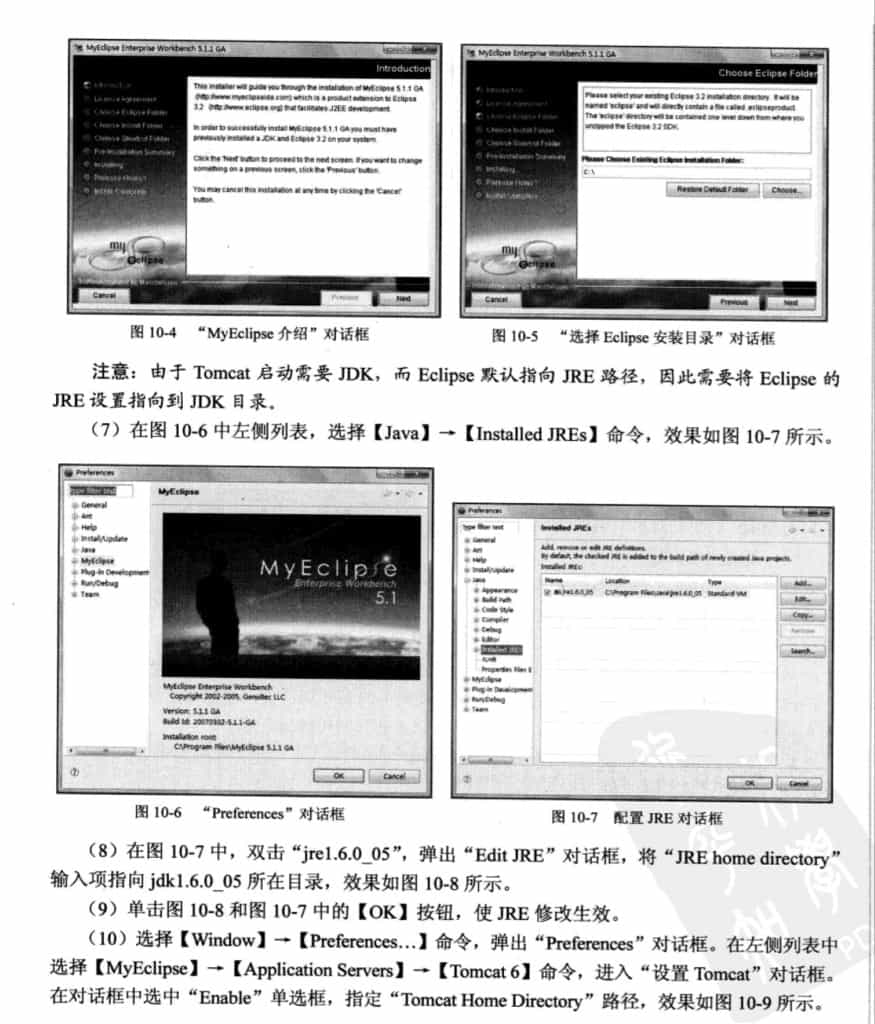 MyEclipse Enterprise Workbench 5.1.1 GA
Introduction
Introduction
License Agreement
Choose Eclipse Folder
Choose Install Folder
Choose Shortcut Folder
Pre-Installation Summary
Installing...
Install Complete
This installer will guide you through the installation of MyEclipse 5.1.1 GA
(http://www.myeclipseide.com) which is a product extension to Eclipse
3.2 (http://www.eclipse.org) that facilitates J2EE development.
In order to successfully install MyEclipse 5.1.1 GA you must have
previously installed a JDK and Eclipse 3.2 on your system.
Click the 'Next' button to proceed to the next screen. If you want to change
something on a previous screen, click the 'Previous' button.
You may cancel this installation at any time by clicking the 'Cancel'
button.
my
eclipse
Cancel
Previous
Next
MyEclipse Enterprise Workbench 5.1.1 GA
Choose Eclipse Folder
Introduction
License Agreement
Choose Eclipse Folder
Choose Install Folder
Choose Shortcut Folder
Pre-Installation Summary
Installing...
Install Complete
Please select your existing Eclipse 3.2 installation directory. It will be
named 'eclipse' and will directly contain a file called .eclipseproduct.
The 'eclipse' directory will be contained one level down from where you
unzipped the Eclipse 3.2 SDK.
Please Choose Existing Eclipse Installation Folder:
C:\
Restore Default Folder
Choose...
my
eclipse
Cancel
Previous
Next
图 10-4 “MyEclipse 介绍”对话框
图 10-5 “选择 Eclipse 安装目录”对话框
注意：由于 Tomcat 启动需要 JDK，而 Eclipse 默认指向 JRE 路径，因此需要将 Eclipse 的
JRE 设置指向到 JDK 目录。
（7）在图 10-6 中左侧列表，选择【Java】→【Installed JREs】命令，效果如图 10-7 所示。
Preferences
type filter text
General
Ant
Help
Install/Update
Java
MyEclipse
Plug-in Development
Run/Debug
Team
MyEclipse
MyEclipse
Enterprise Workbench
5.1
MyEclipse Enterprise Workbench
Copyright 2002-2005, Genuitec LLC
Version: 5.1.1 GA
Build id: 20070102-5.1.1-GA
Installation root:
C:\Program Files\MyEclipse 5.1.1 GA
OK
Cancel
Preferences
type filter text
General
Ant
Help
Install/Update
Java
Appearance
Build Path
Code Style
Compiler
Debug
Editor
Installed JREs
JUnit
Properties Files E
MyEclipse
Plug-in Development
Run/Debug
Team
Installed JREs
Add, remove or edit JRE definitions.
By default, the checked JRE is added to the build path of newly created Java projects.
Installed JREs:
Name Location Type
jre1.6.0_05 C:\Program Files\Java\jre1.6.0_05 Standard VM
Add...
Edit...
Copy...
Remove
Search...
OK
Cancel
图 10-6 “Preferences”对话框
图 10-7 配置 JRE 对话框
（8）在图 10-7 中，双击“jre1.6.0_05”，弹出“Edit JRE”对话框，将“JRE home directory”
输入项指向 jdk1.6.0_05 所在目录，效果如图 10-8 所示。
（9）单击图 10-8 和图 10-7 中的【OK】按钮，使 JRE 修改生效。
（10）选择【Window】→【Preferences…】命令，弹出“Preferences”对话框。在左侧列表中
选择【MyEclipse】→【Application Servers】→【Tomcat 6】命令，进入“设置 Tomcat”对话框。
在对话框中选中“Enable”单选框，指定“Tomcat Home Directory”路径，效果如图 10-9 所示。